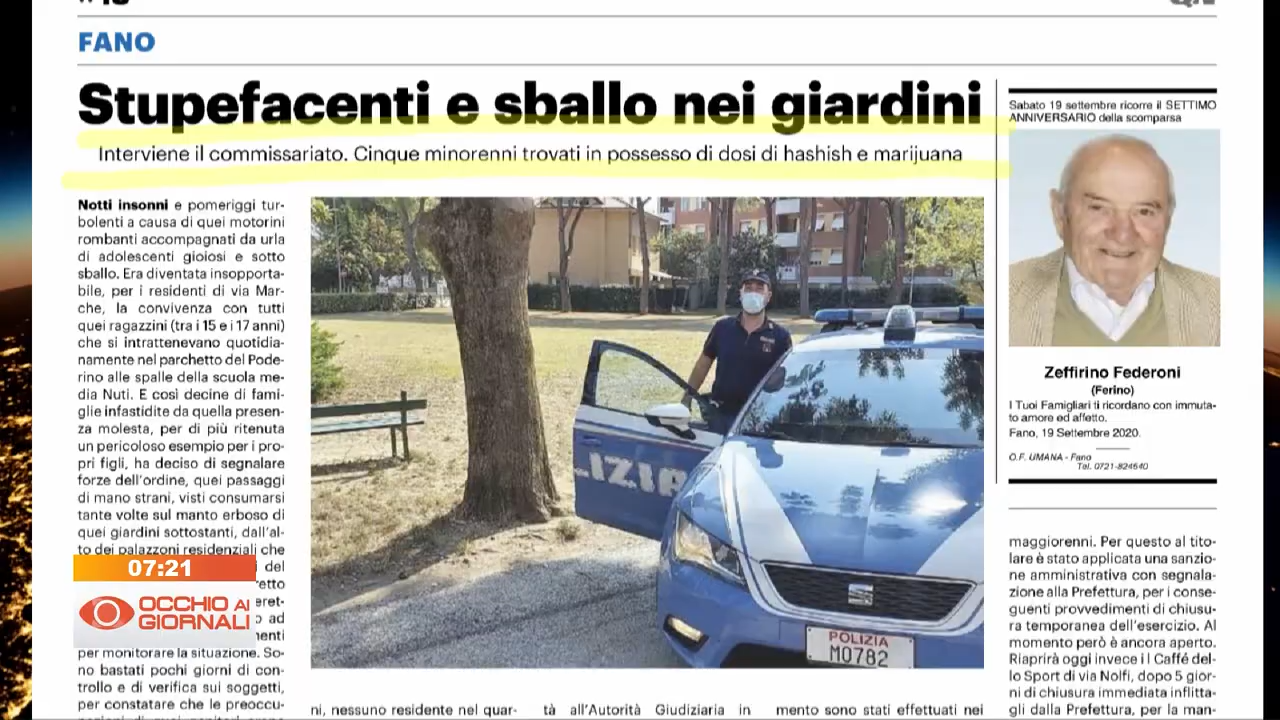 FANO
Stupefacenti e sballo nei giardini
Interviene il commissariato. Cinque minorenni trovati in possesso di dosi di hashish e marijuana
Notti insonni e pomeriggi tur-
bolenti a causa di quei motorini
rombanti accompagnati da urla
di adolescenti gioiosi e sotto
sballo. Era diventata insopporta-
bile, per i residenti di via Mar-
che, la convivenza con tutti
quei ragazzini (tra i 15 e i 17 anni)
che si intrattenevano quotidia-
namente nel parchetto del Pode-
rino alle spalle della scuola me-
dia Nuti. E così decine di fami-
glie infastidite da quella presen-
za molesta, per di più ritenuta
un pericoloso esempio per i pro-
pri figli, ha deciso di segnalare
forze dell'ordine, quei passaggi
di mano strani, visti consumarsi
tante volte sul manto erboso di
quei giardini sottostanti, dall'al-
to dei palazzoni residenziali che
del
07:21
OCCHIO AI
GIORNALI
per monitorare la situazione. So-
no bastati pochi giorni di con-
trollo e di verifica sui soggetti,
per constatare che le preoccu-
IZIA
POLIZIA
M0782
ni, nessuno residente nel quar-
tà all'Autorità Giudiziaria in
mento sono stati effettuati nei
Sabato 19 settembre ricorre il SETTIMO
ANNIVERSARIO della scomparsa
Zeffirino Federoni
(Ferino)
I Tuoi Famigliari ti ricordano con immuta-
to amore ed affetto.
Fano, 19 Settembre 2020.
O.F. UMANA - Fano
Tel. 0721-824640
maggiorenni. Per questo al tito-
lare è stato applicata una sanzio-
ne amministrativa con segnala-
zione alla Prefettura, per i conse-
guenti provvedimenti di chiusu-
ra temporanea dell'esercizio. Al
momento però è ancora aperto.
Riaprirà oggi invece i l Caffé del-
lo Sport di via Nolfi, dopo 5 gior-
ni di chiusura immediata inflitta-
gli dalla Prefettura, per la man-